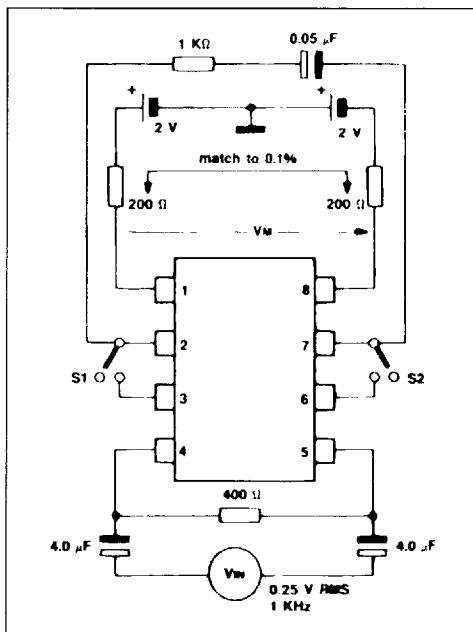 1 KΩ 0.05 μF
+ +
2 V 2 V
match to 0.1%
200 Ω 200 Ω
VM
1 8
2 7
S1 S2
3 6
4 5
400 Ω
4.0 μF 4.0 μF
VIN
0.25 V RMS
1 KHz